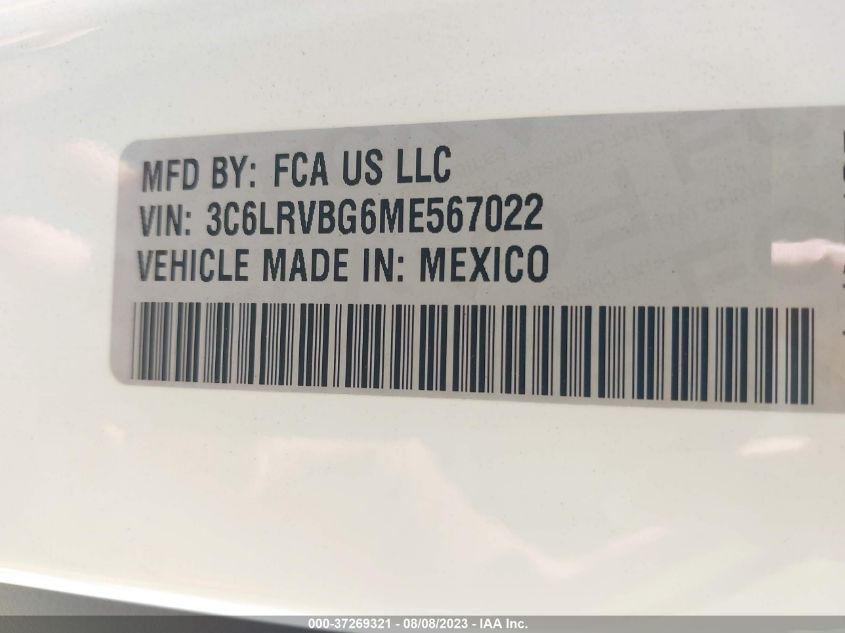 MFD BY: FCA US LLC
VIN: 3C6LRVBG6ME567022
VEHICLE MADE IN: MEXICO
000-37269321 - 08/08/2023 - IAA Inc.